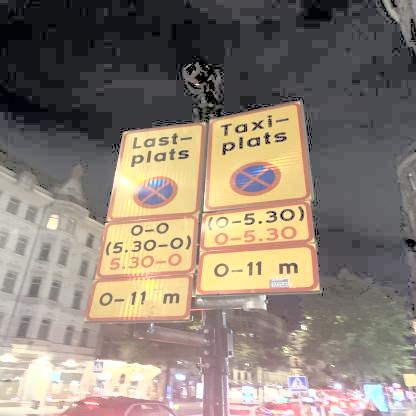 Last-
plats
0-0
(5.30-0)
5.30-0
0-11 m
Taxi-
plats
(0-5.30)
0-5.30
0-11 m